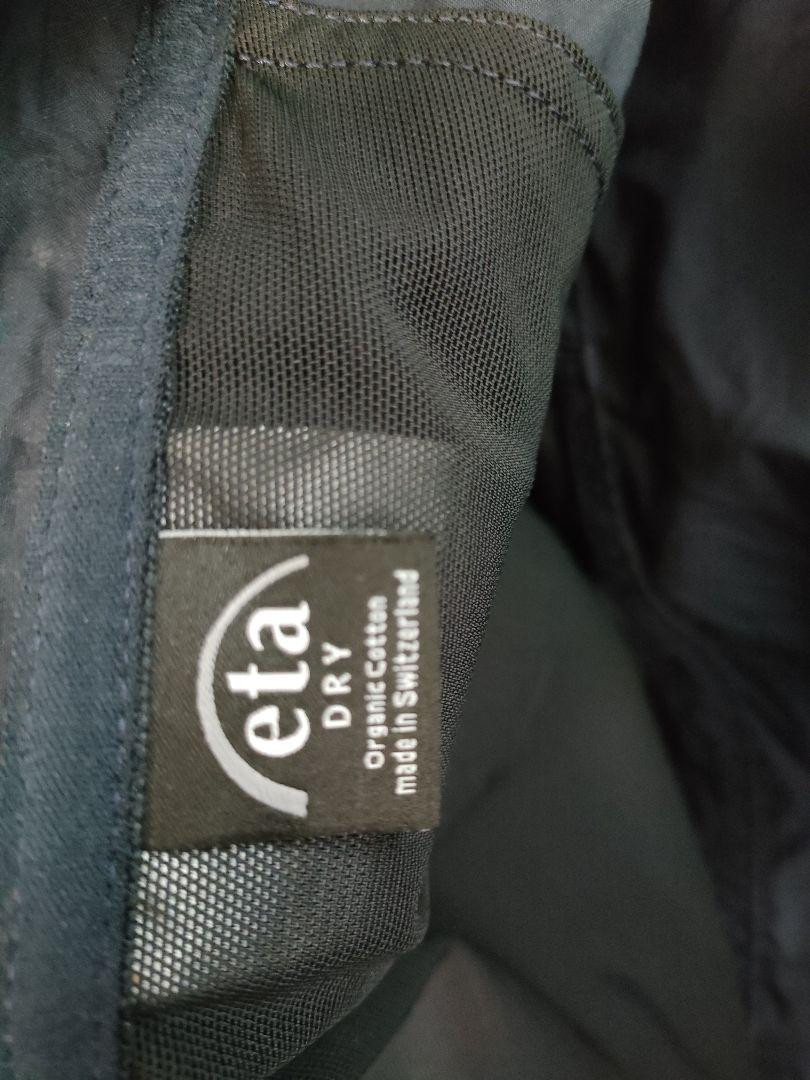 eta
DRY
Organic Cotton
made in Switzerland